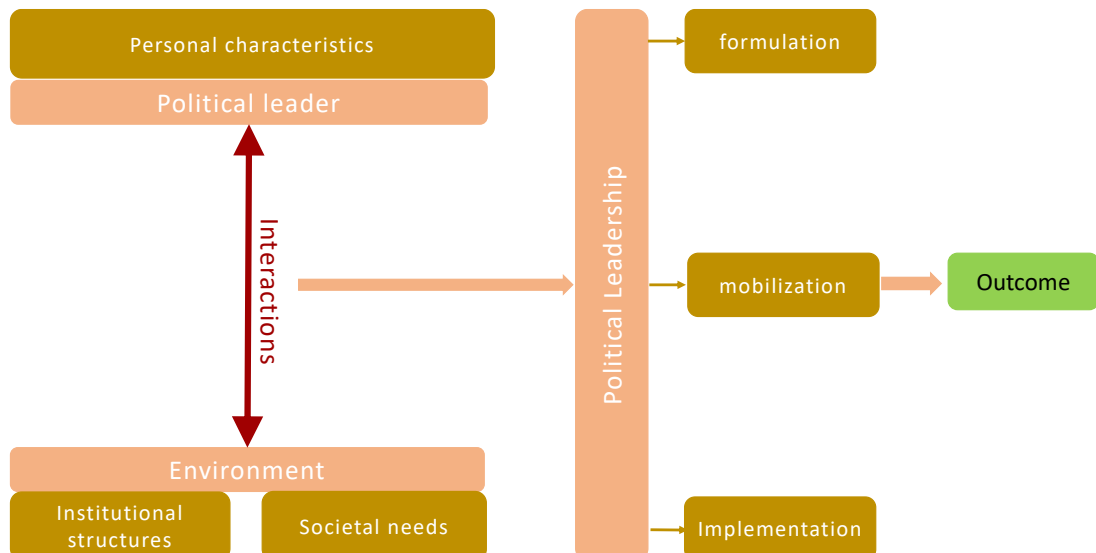 Personal characteristics
Political leader
Interactions
Environment
Institutional
structures
Societal needs
Political Leadership
formulation
mobilization
Implementation
Outcome